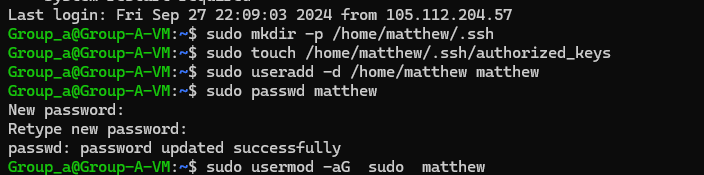 Last login: Fri Sep 27 22:09:03 2024 from 105.112.204.57
Group_a@Group-A-VM:~$ sudo mkdir -p /home/matthew/.ssh
Group_a@Group-A-VM:~$ sudo touch /home/matthew/.ssh/authorized_keys
Group_a@Group-A-VM:~$ sudo useradd -d /home/matthew matthew
Group_a@Group-A-VM:~$ sudo passwd matthew
New password:
Retype new password:
passwd: password updated successfully
Group_a@Group-A-VM:~$ sudo usermod -aG  sudo  matthew